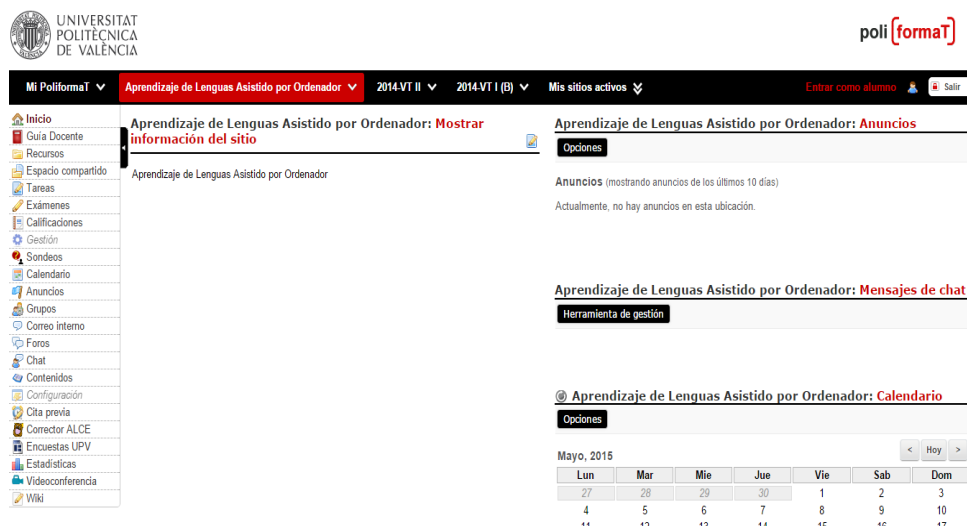 UNIVERSITAT
POLITÈCNICA
DE VALÈNCIA
poli [formaT]
Mi PoliformaT Aprendizaje de Lenguas Asistido por Ordenador 2014-VT II 2014-VT I (B) Mis sitios activos Entrar como alumno Salir
Inicio
Guía Docente
Recursos
Espacio compartido
Tareas
Exámenes
Calificaciones
Gestión
Sondeos
Calendario
Anuncios
Grupos
Correo interno
Foros
Chat
Contenidos
Configuración
Cita previa
Corrector ALCE
Encuestas UPV
Estadísticas
Videoconferencia
Wiki
Aprendizaje de Lenguas Asistido por Ordenador: Mostrar
información del sitio
Aprendizaje de Lenguas Asistido por Ordenador
Aprendizaje de Lenguas Asistido por Ordenador: Anuncios
Opciones
Anuncios (mostrando anuncios de los últimos 10 días)
Actualmente, no hay anuncios en esta ubicación.
Aprendizaje de Lenguas Asistido por Ordenador: Mensajes de chat
Herramienta de gestión
Aprendizaje de Lenguas Asistido por Ordenador: Calendario
Opciones
Mayo, 2015 < Hoy >
Lun Mar Mie Jue Vie Sab Dom
27 28 29 30 1 2 3
4 5 6 7 8 9 10
11 12 13 14 15 16 17